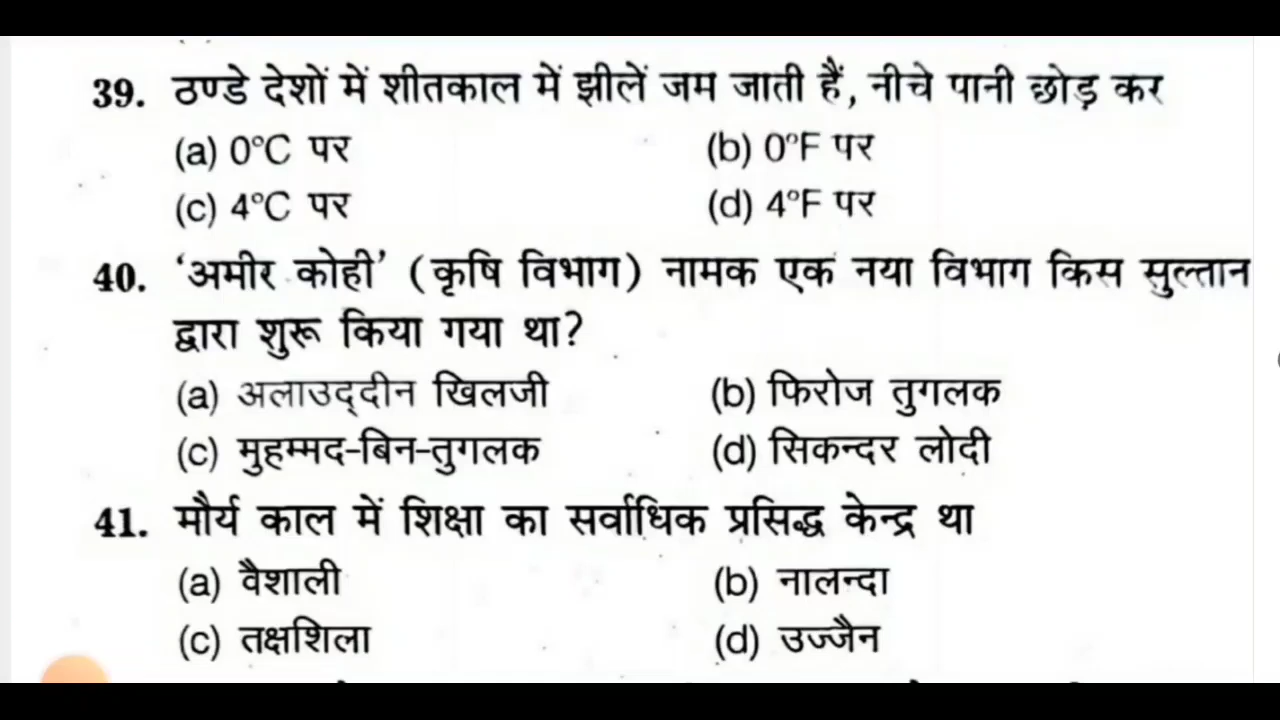 39. ठण्डे देशों में शीतकाल में झीलें जम जाती हैं, नीचे पानी छोड़ कर
(a) 0°C पर (b) 0°F पर
(c) 4°C पर (d) 4°F पर
40. ‘अमीर कोही’ (कृषि विभाग) नामक एक नया विभाग किस सुल्तान
द्वारा शुरू किया गया था?
(a) अलाउद्दीन खिलजी (b) फिरोज तुगलक
(c) मुहम्मद-बिन-तुगलक (d) सिकन्दर लोदी
41. मौर्य काल में शिक्षा का सर्वाधिक प्रसिद्ध केन्द्र था
(a) वैशाली (b) नालन्दा
(c) तक्षशिला (d) उज्जैन